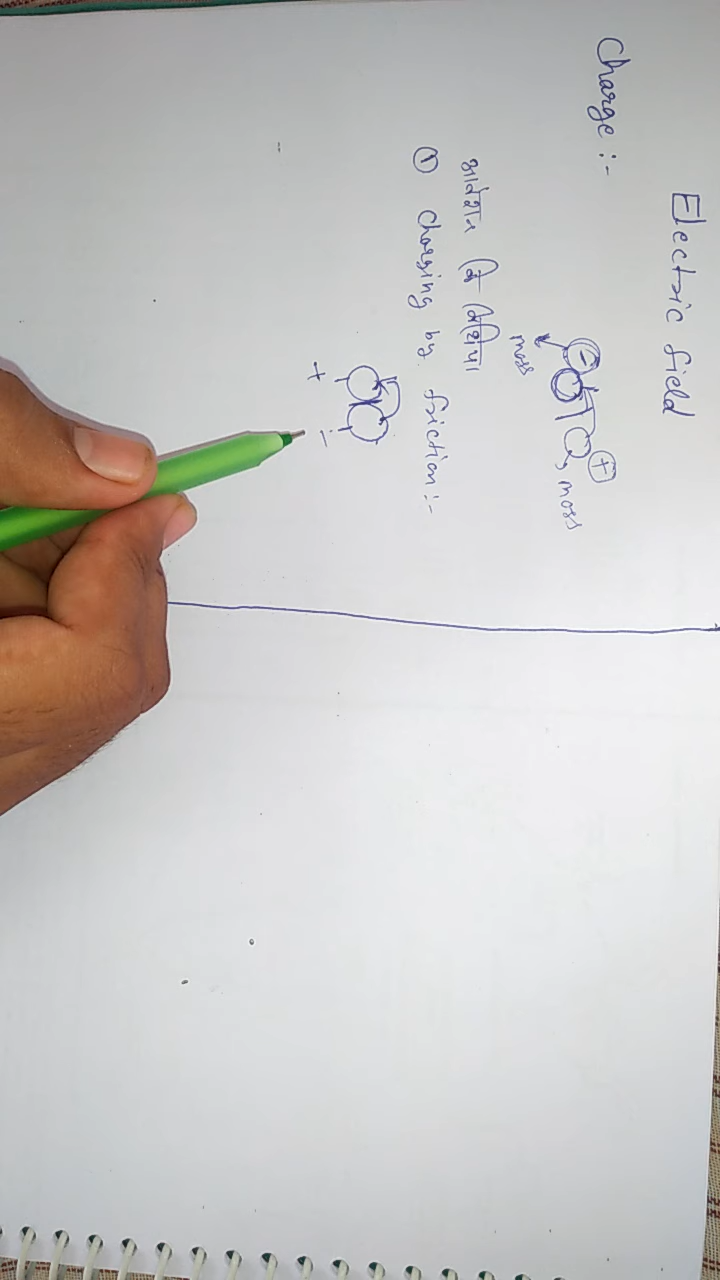 Electric field
Charge :-
+
-
mass
mass
आवेशन की विधिया
① Charging by friction :-
+ -